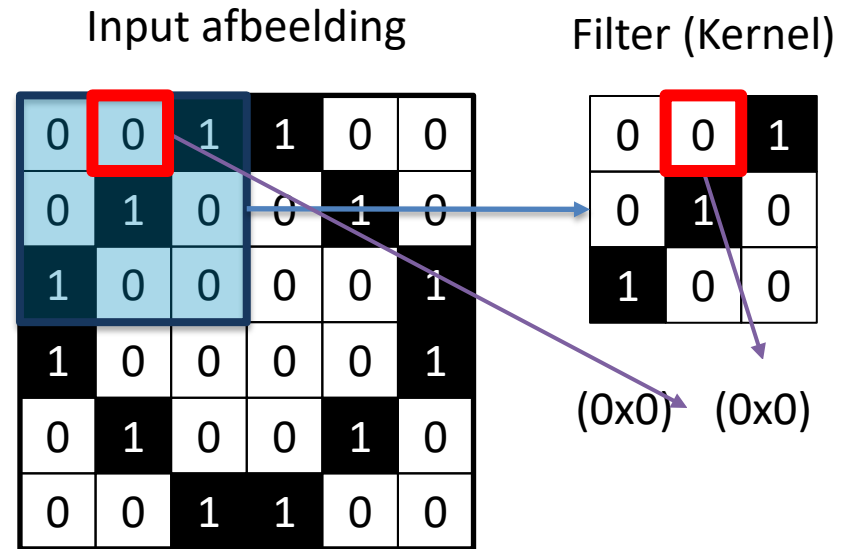 Input afbeelding
Filter (Kernel)
0 0 1 1 0 0
0 1 0 0 1 0
1 0 0 0 0 1
1 0 0 0 0 1
0 1 0 0 1 0
0 0 1 1 0 0
0 0 1
0 1 0
1 0 0
(0x0) (0x0)